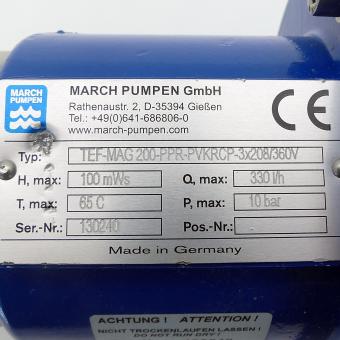 MARCH PUMPEN GmbH
Rathenaustr. 2, D-35394 Gießen
Tel.: +49(0)641-686806-0
www.march-pumpen.com
MARCH
PUMPEN
CE
Typ: TEF-MAG 200-PPR-PVKRCP-3x208/360V
H, max: 100 mWs Q, max: 330 l/h
T, max: 65 C P, max: 10 bar
Ser.-Nr.: 130240 Pos.-Nr.:
Made in Germany
ACHTUNG ! ATTENTION !
NICHT TROCKENLAUFEN LASSEN !
DO NOT RUN DRY !